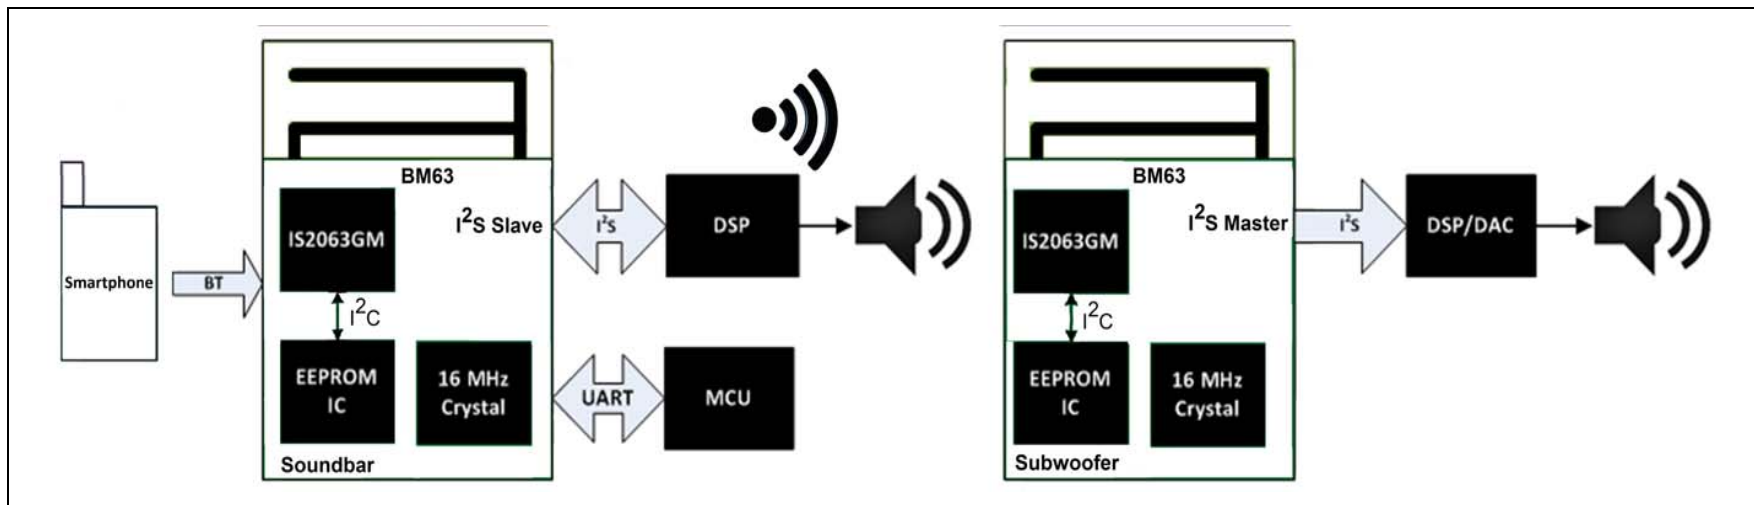 Smartphone
BT
BM63
IS2063GM
I²S Slave
I²C
EEPROM
IC
16 MHz
Crystal
Soundbar
I²S
DSP
UART
MCU
BM63
IS2063GM
I²S Master
I²C
EEPROM
IC
16 MHz
Crystal
Subwoofer
I²S
DSP/DAC